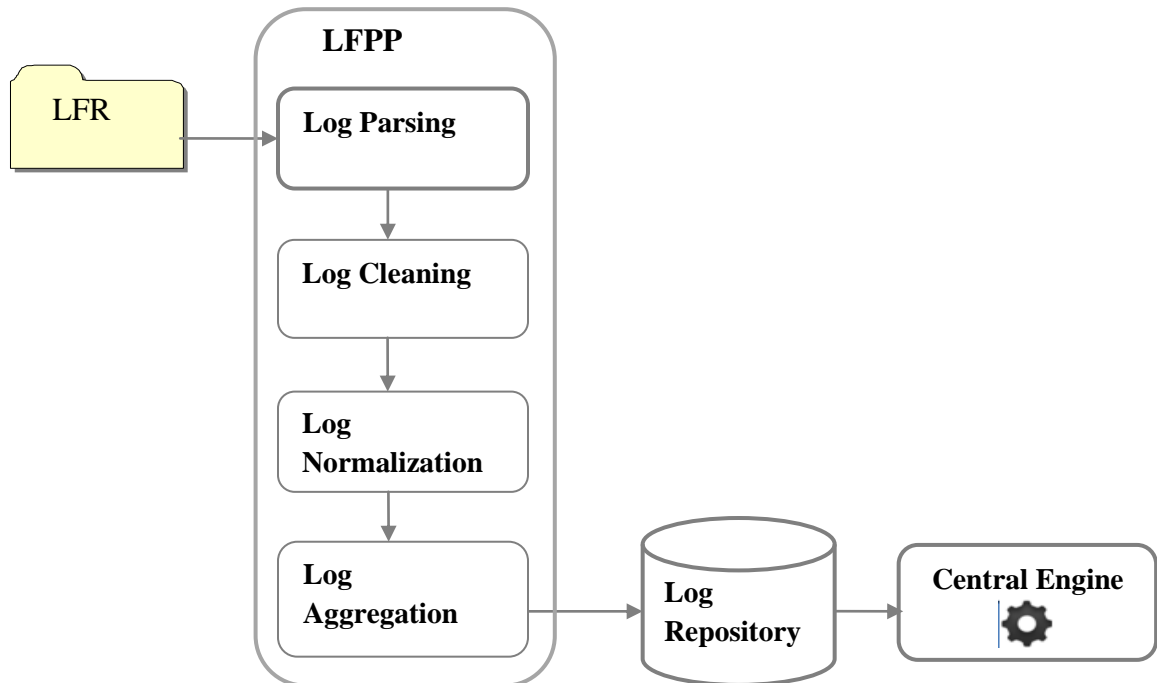 LFPP
LFR
Log Parsing
Log Cleaning
Log
Normalization
Log
Aggregation
Log
Repository
Central Engine